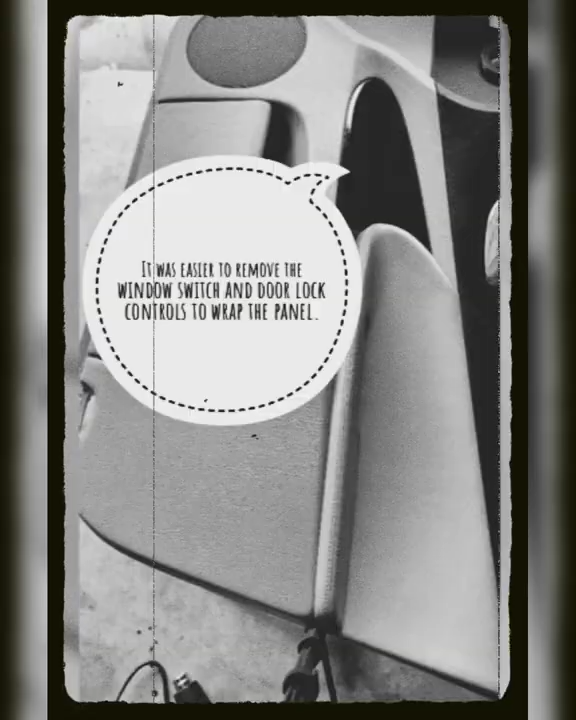 It was easier to remove the
window switch and door lock
controls to wrap the panel.